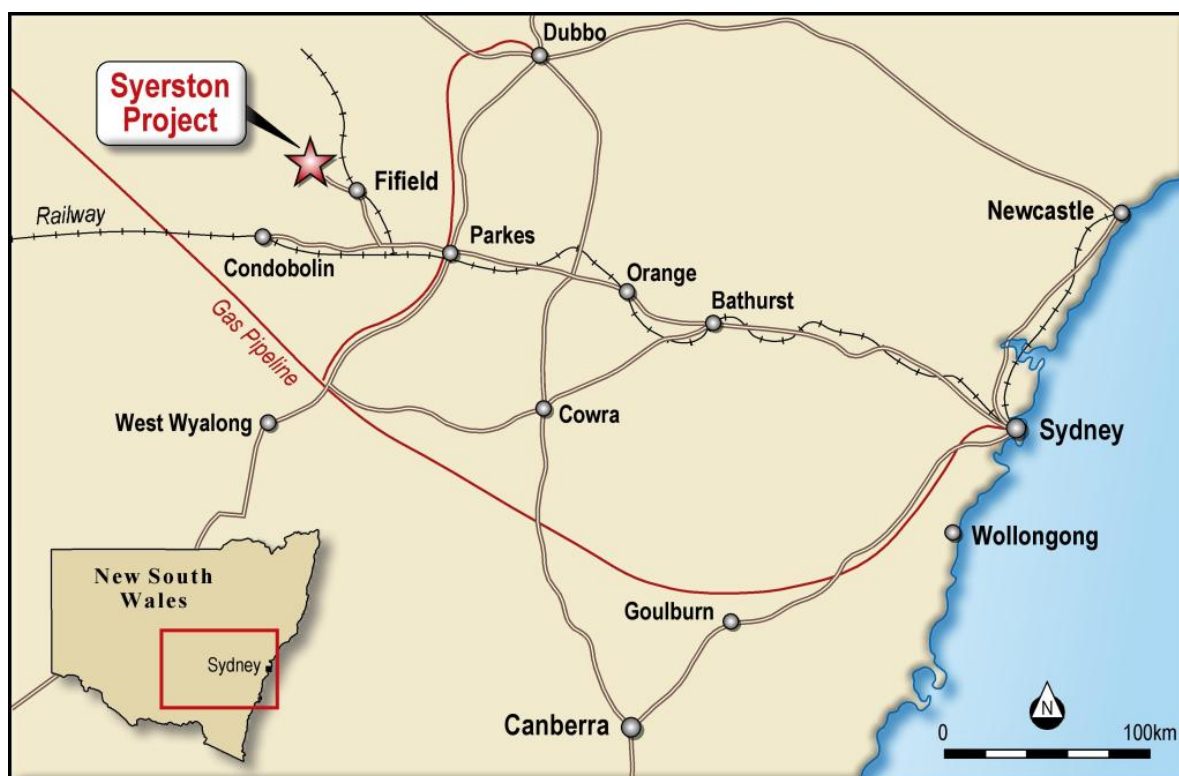 Dubbo
Syerston
Project
Fifield
Newcastle
Railway
Parkes
Condobolin
Orange
Bathurst
Gas Pipeline
West Wyalong
Cowra
Sydney
Wollongong
New South
Wales
Goulburn
Sydney
Canberra
N
0
100km